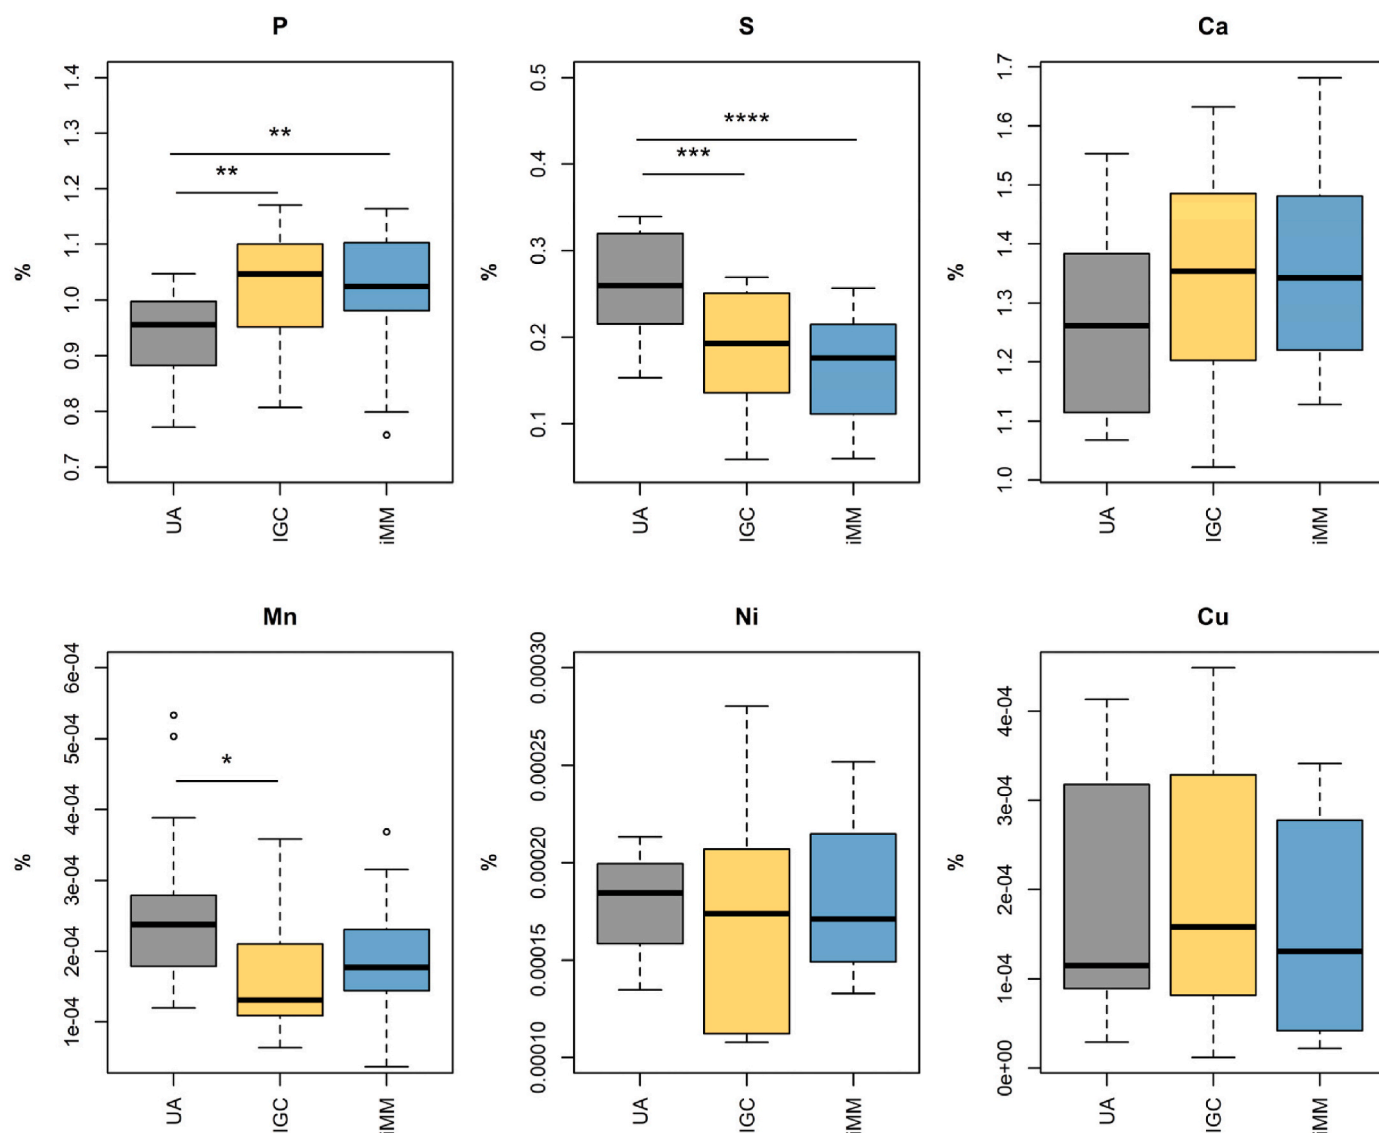 P
**
**
%
1.4
1.3
1.2
1.1
1.0
0.9
0.8
0.7
UA
IGC
iMM
S
****
***
%
0.5
0.4
0.3
0.2
0.1
UA
IGC
iMM
Ca
%
1.7
1.6
1.5
1.4
1.3
1.2
1.1
1.0
UA
IGC
iMM
Mn
*
%
6e-04
5e-04
4e-04
3e-04
2e-04
1e-04
UA
IGC
iMM
Ni
%
0.00030
0.00025
0.00020
0.00015
0.00010
UA
IGC
iMM
Cu
%
4e-04
3e-04
2e-04
1e-04
0e+00
UA
IGC
iMM